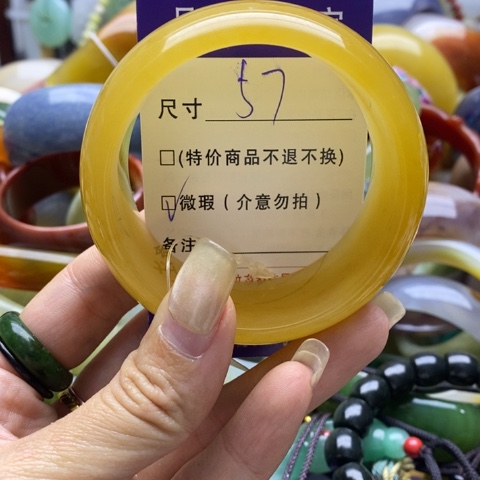 尺寸 57
□(特价商品不退不换)
☑微瑕(介意勿拍)
备注